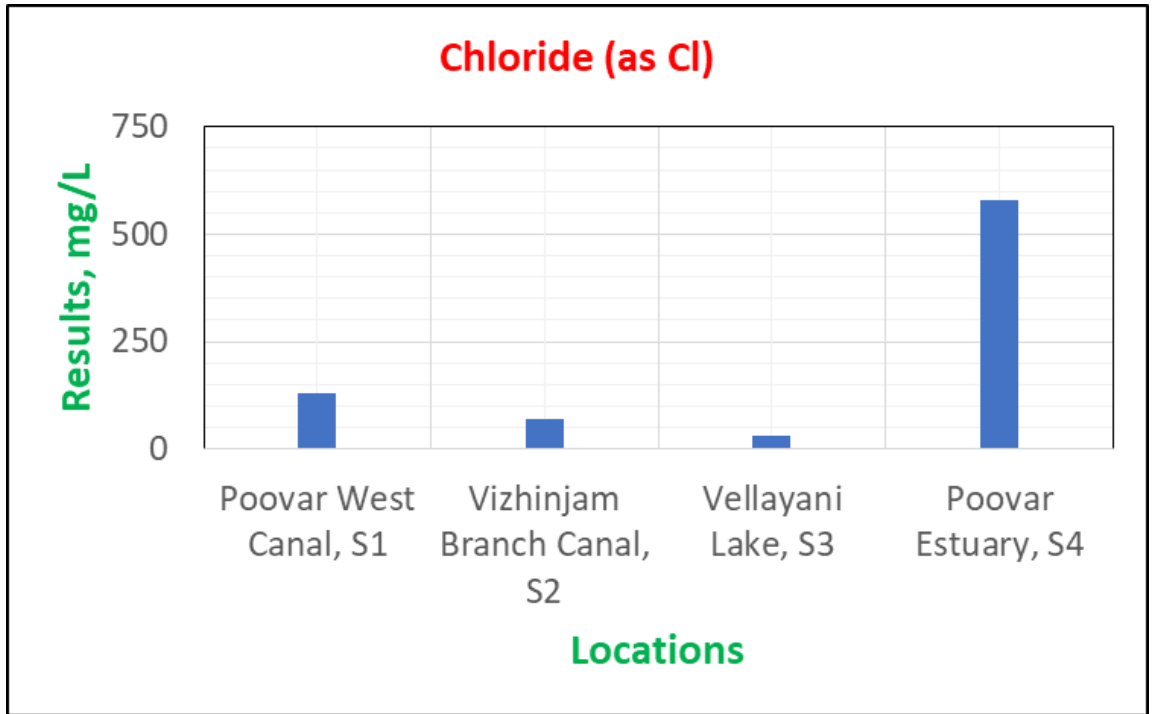 Chloride (as Cl)
Results, mg/L
750
500
250
0
Poovar West
Canal, S1
Vizhinjam
Branch Canal,
S2
Vellayani
Lake, S3
Poovar
Estuary, S4
Locations